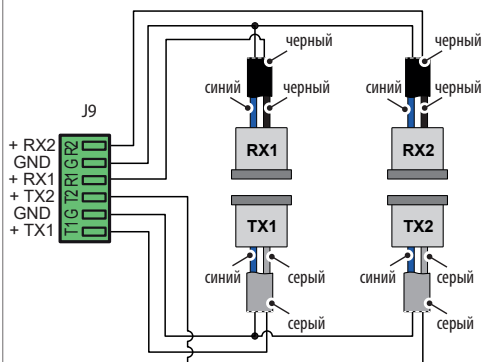 черный
черный
синий
черный
синий
черный
J9
+ RX2
GND
+ RX1
+ TX2
GND
+ TX1
R2
G
R1
T2
G
T1
RX1
RX2
TX1
TX2
синий
серый
синий
серый
серый
серый